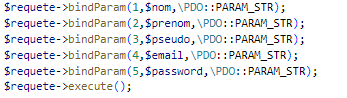 $requete->bindParam(1,$nom,\PDO::PARAM_STR);
$requete->bindParam(2,$prenom,\PDO::PARAM_STR);
$requete->bindParam(3,$pseudo,\PDO::PARAM_STR);
$requete->bindParam(4,$email,\PDO::PARAM_STR);
$requete->bindParam(5,$password,\PDO::PARAM_STR);
$requete->execute();